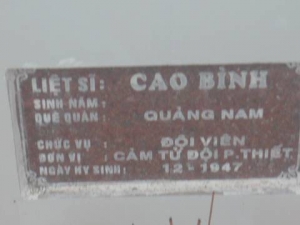 LIỆT SĨ: CAO BÌNH
SINH NĂM:
QUÊ QUÁN: QUẢNG NAM
CHỨC VỤ: ĐỘI VIÊN
ĐƠN VỊ: CẢM TỬ ĐỘI P.THIẾT
NGÀY HY SINH: 12-1947